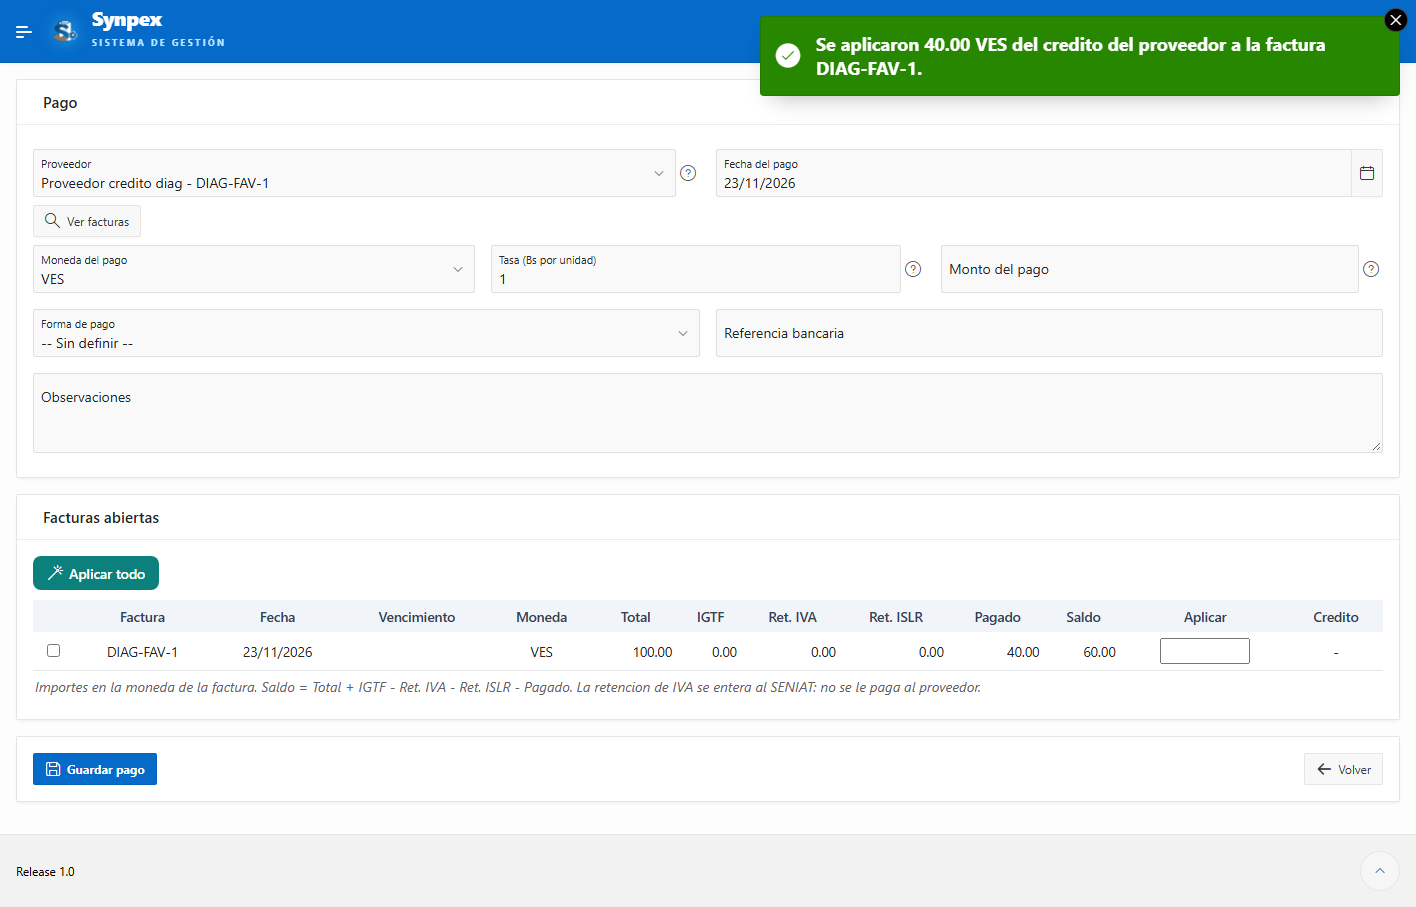 Synpex
SISTEMA DE GESTIÓN
Se aplicaron 40.00 VES del credito del proveedor a la factura
DIAG-FAV-1.
Pago
Proveedor
Proveedor credito diag - DIAG-FAV-1
Fecha del pago
23/11/2026
Ver facturas
Moneda del pago
VES
Tasa (Bs por unidad)
1
Monto del pago
Forma de pago
-- Sin definir --
Referencia bancaria
Observaciones
Facturas abiertas
Aplicar todo
Factura Fecha Vencimiento Moneda Total IGTF Ret. IVA Ret. ISLR Pagado Saldo Aplicar Credito
DIAG-FAV-1 23/11/2026 VES 100.00 0.00 0.00 0.00 40.00 60.00 -
Importes en la moneda de la factura. Saldo = Total + IGTF - Ret. IVA - Ret. ISLR - Pagado. La retencion de IVA se entera al SENIAT: no se le paga al proveedor.
Guardar pago
Volver
Release 1.0